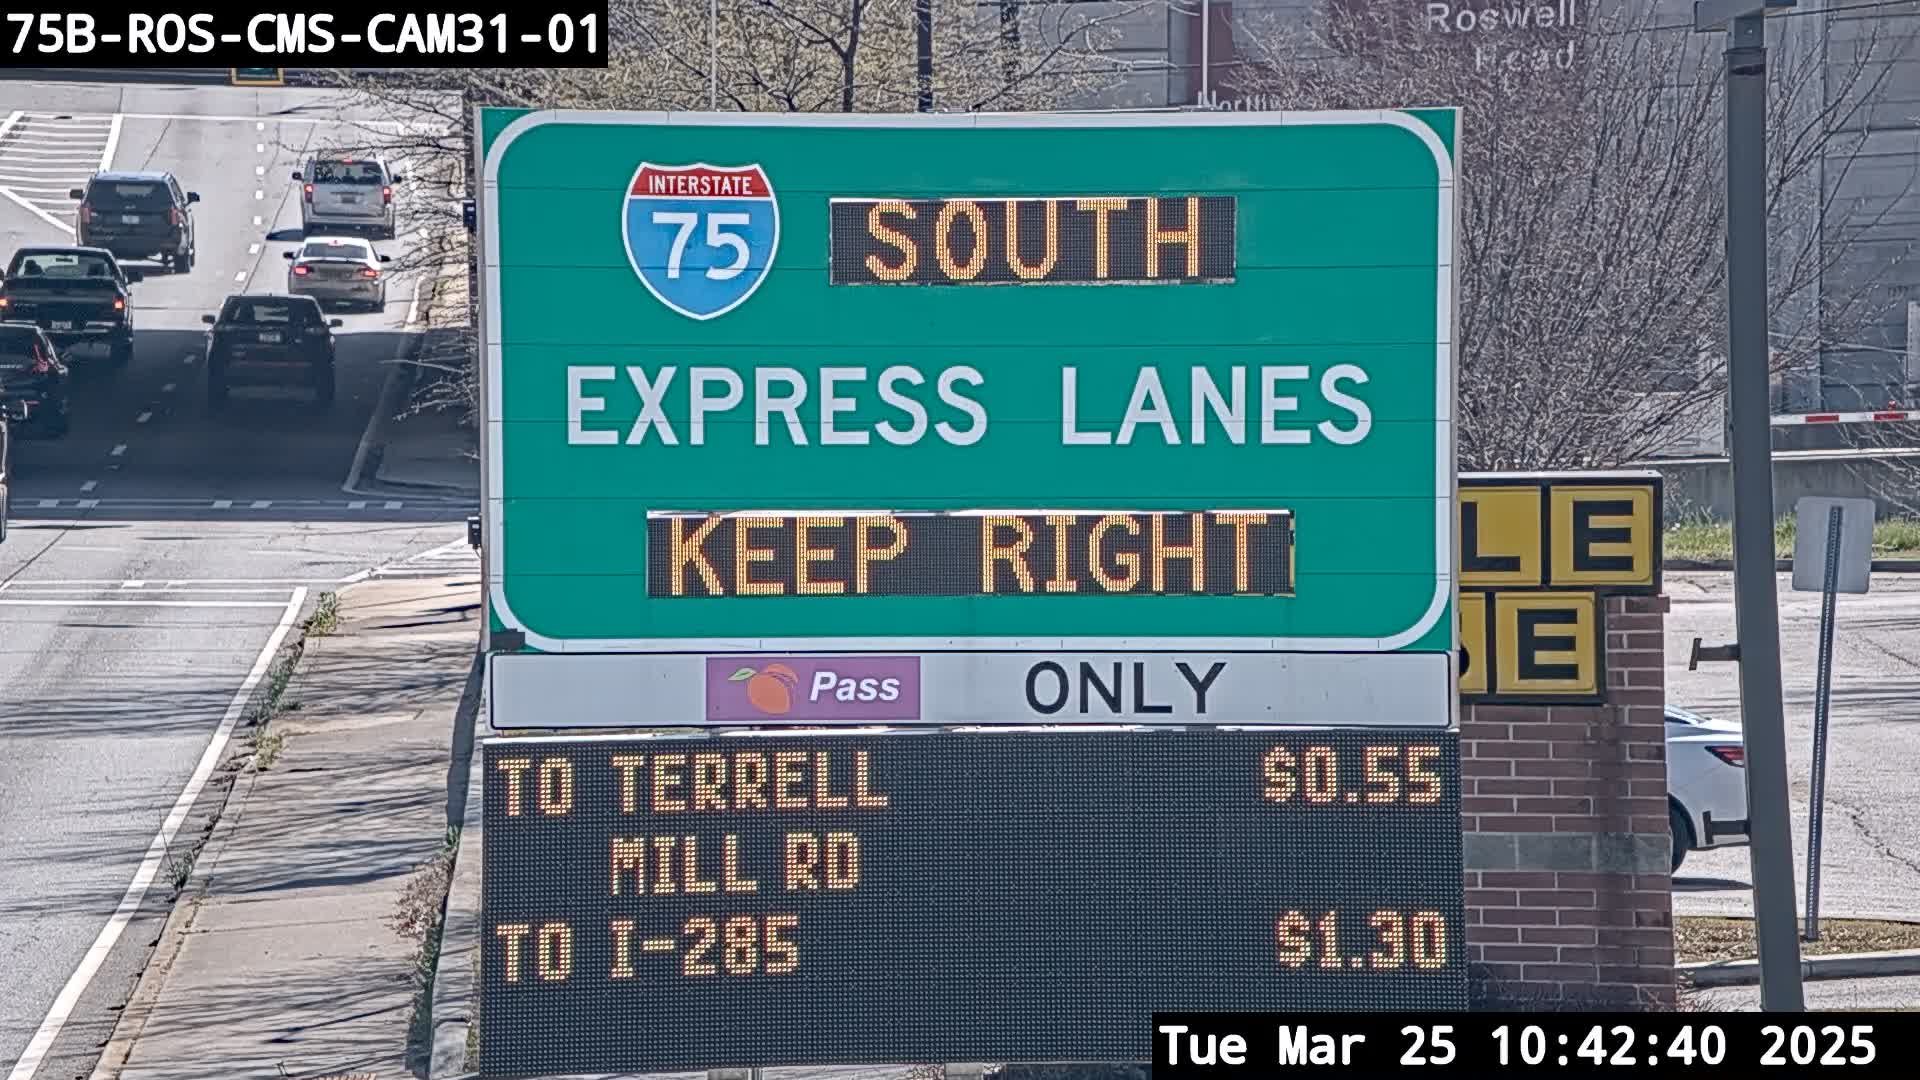 75B-ROS-CMS-CAM31-01
Roswell
Road
INTERSTATE
75
SOUTH
EXPRESS LANES
KEEP RIGHT
Pass ONLY
TO TERRELL $0.55
MILL RD
TO I-285 $1.30
LE
E
Tue Mar 25 10:42:40 2025